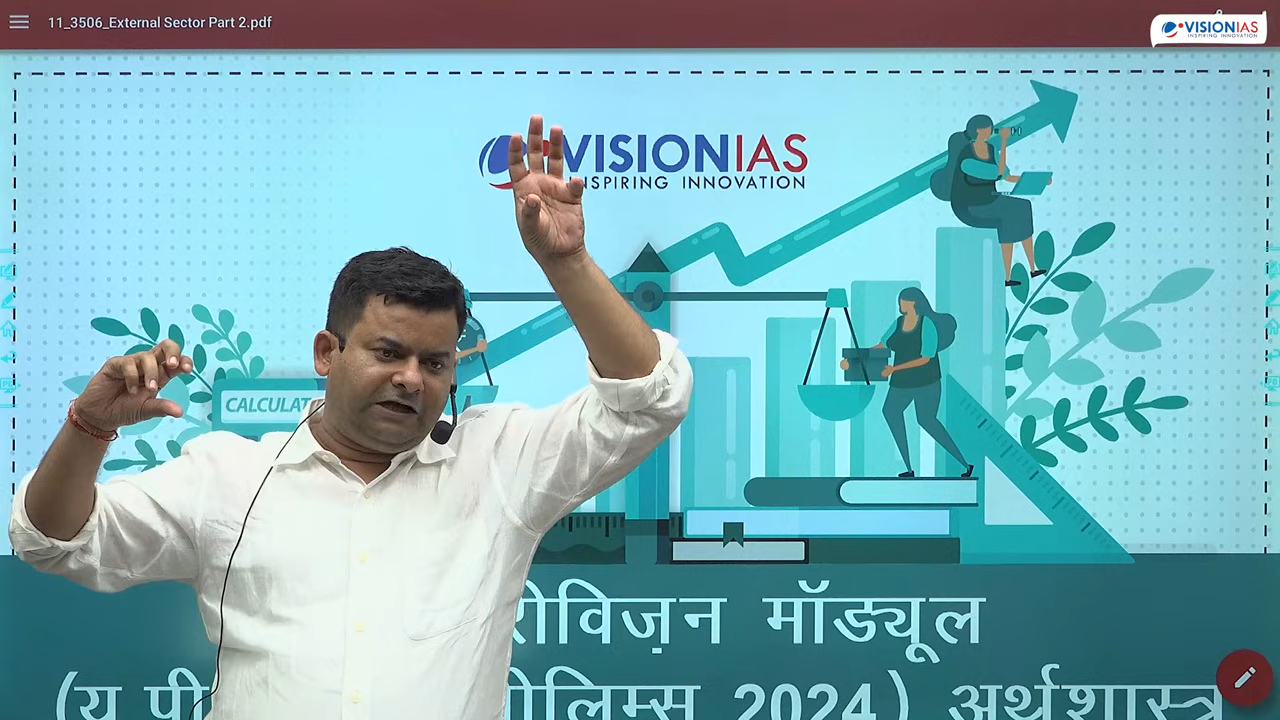 11_3506_External Sector Part 2.pdf
VISIONIAS
INSPIRING INNOVATION
VISIONIAS
INSPIRING INNOVATION
CALCULAT
रीविज़न मॉड्यूल
(यू पी 2024) अर्थशास्त्र